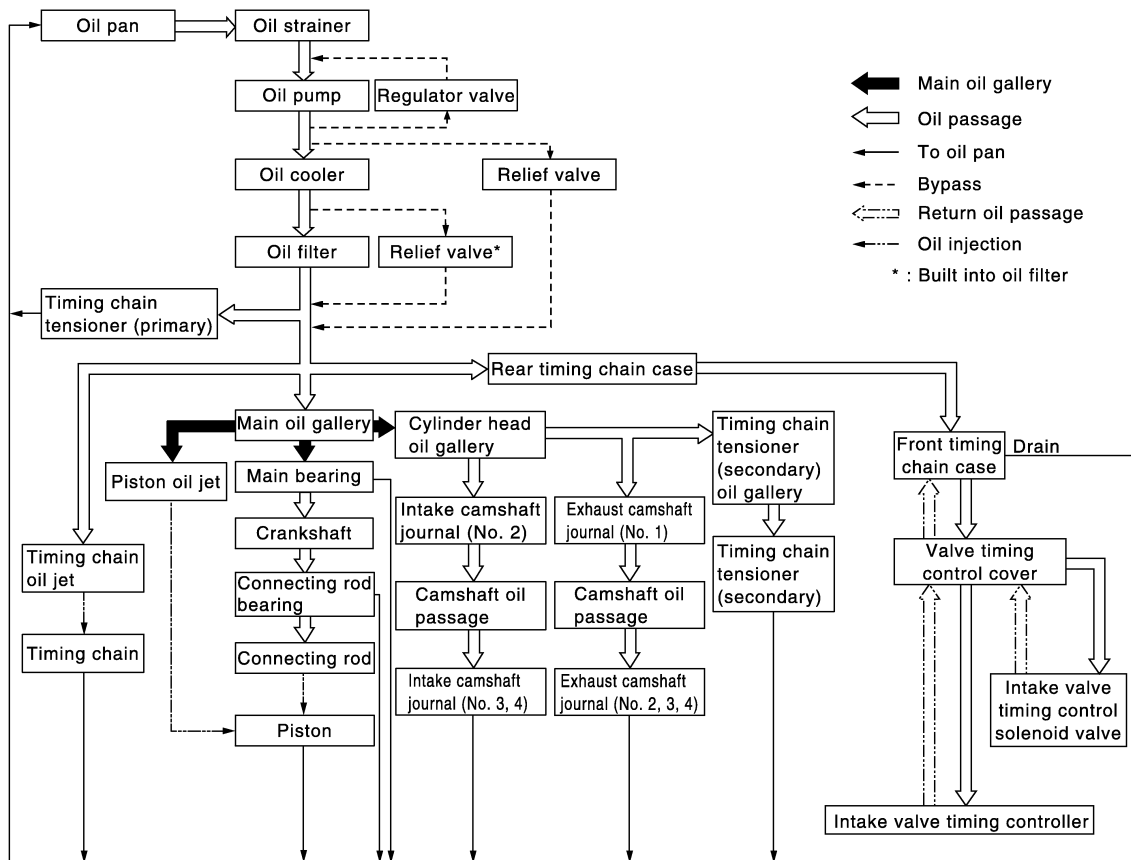 Oil pan
Oil strainer
Oil pump
Regulator valve
Oil cooler
Relief valve
Oil filter
Relief valve*
Timing chain
tensioner (primary)
Main oil gallery
Oil passage
To oil pan
Bypass
Return oil passage
Oil injection
* : Built into oil filter
Rear timing chain case
Main oil gallery
Cylinder head
oil gallery
Timing chain
tensioner
(secondary)
oil gallery
Front timing
chain case
Drain
Piston oil jet
Main bearing
Intake camshaft
journal (No. 2)
Exhaust camshaft
journal (No. 1)
Crankshaft
Timing chain
oil jet
Timing chain
tensioner
(secondary)
Valve timing
control cover
Connecting rod
bearing
Camshaft oil
passage
Camshaft oil
passage
Timing chain
Connecting rod
Intake camshaft
journal (No. 3, 4)
Exhaust camshaft
journal (No. 2, 3, 4)
Intake valve
timing control
solenoid valve
Piston
Intake valve timing controller